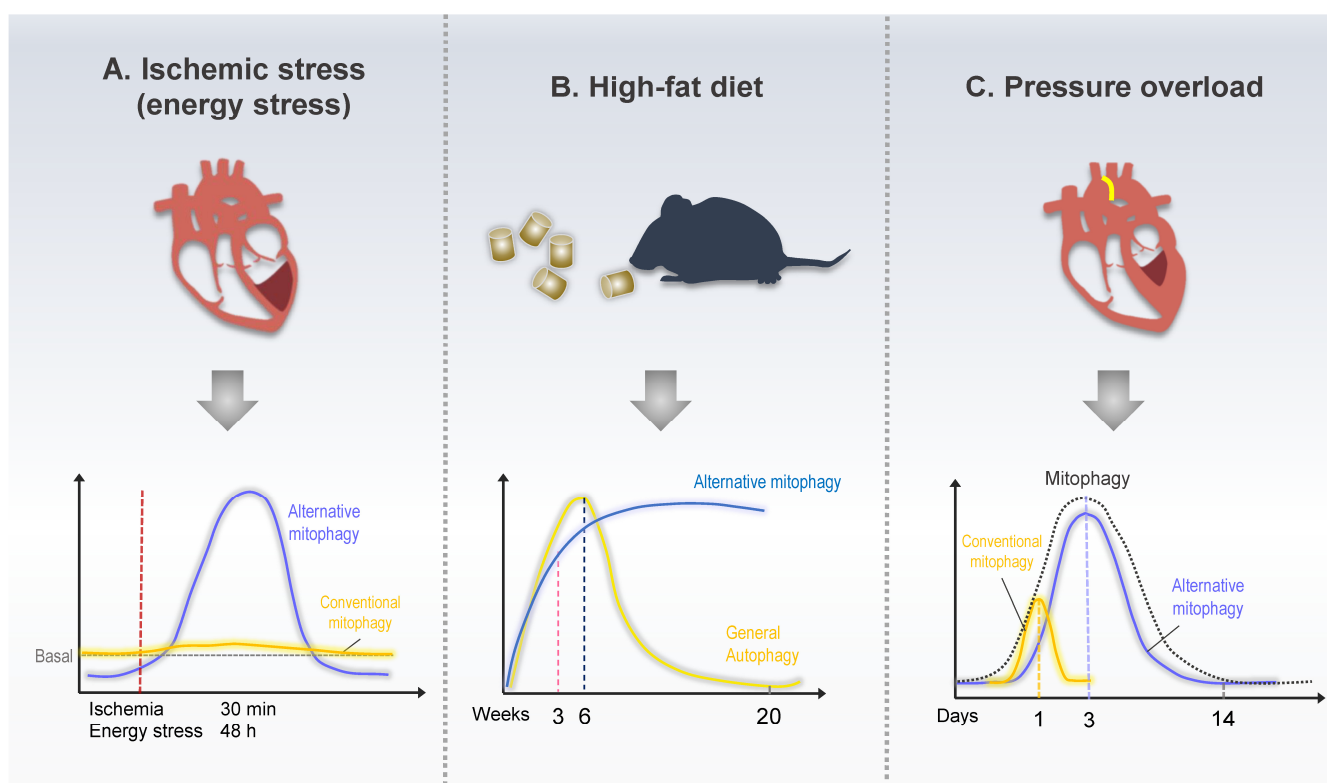 A. Ischemic stress
(energy stress)
Alternative
mitophagy
Conventional
mitophagy
Basal
Ischemia 30 min
Energy stress 48 h
B. High-fat diet
Alternative mitophagy
General
Autophagy
Weeks 3 6 20
C. Pressure overload
Mitophagy
Conventional
mitophagy
Alternative
mitophagy
Days 1 3 14